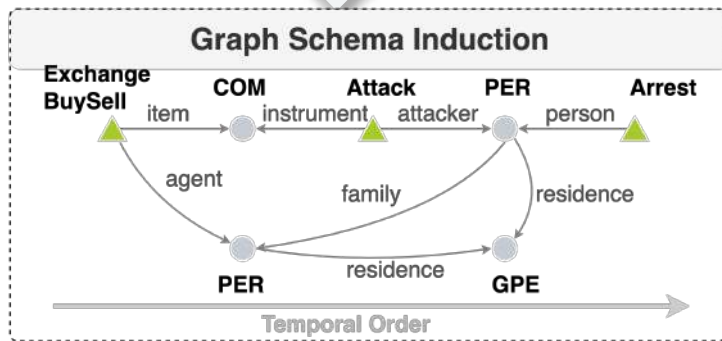 Graph Schema Induction
Exchange
BuySell
COM
Attack
PER
Arrest
item
instrument
attacker
person
agent
family
residence
residence
PER
GPE
Temporal Order